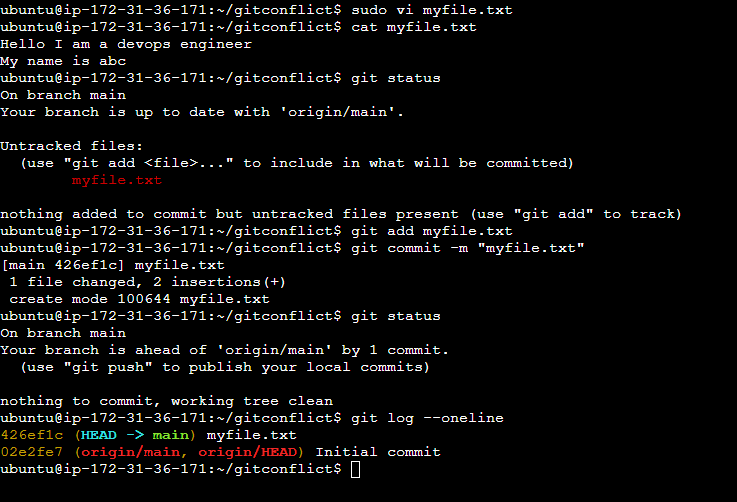 ubuntu@ip-172-31-36-171:~/gitconflict$ sudo vi myfile.txt
ubuntu@ip-172-31-36-171:~/gitconflict$ cat myfile.txt
Hello I am a devops engineer
My name is abc
ubuntu@ip-172-31-36-171:~/gitconflict$ git status
On branch main
Your branch is up to date with 'origin/main'.

Untracked files:
  (use "git add <file>..." to include in what will be committed)
        myfile.txt

nothing added to commit but untracked files present (use "git add" to track)
ubuntu@ip-172-31-36-171:~/gitconflict$ git add myfile.txt
ubuntu@ip-172-31-36-171:~/gitconflict$ git commit -m "myfile.txt"
[main 426ef1c] myfile.txt
 1 file changed, 2 insertions(+)
 create mode 100644 myfile.txt
ubuntu@ip-172-31-36-171:~/gitconflict$ git status
On branch main
Your branch is ahead of 'origin/main' by 1 commit.
  (use "git push" to publish your local commits)

nothing to commit, working tree clean
ubuntu@ip-172-31-36-171:~/gitconflict$ git log --oneline
426ef1c (HEAD -> main) myfile.txt
02e2fe7 (origin/main, origin/HEAD) Initial commit
ubuntu@ip-172-31-36-171:~/gitconflict$